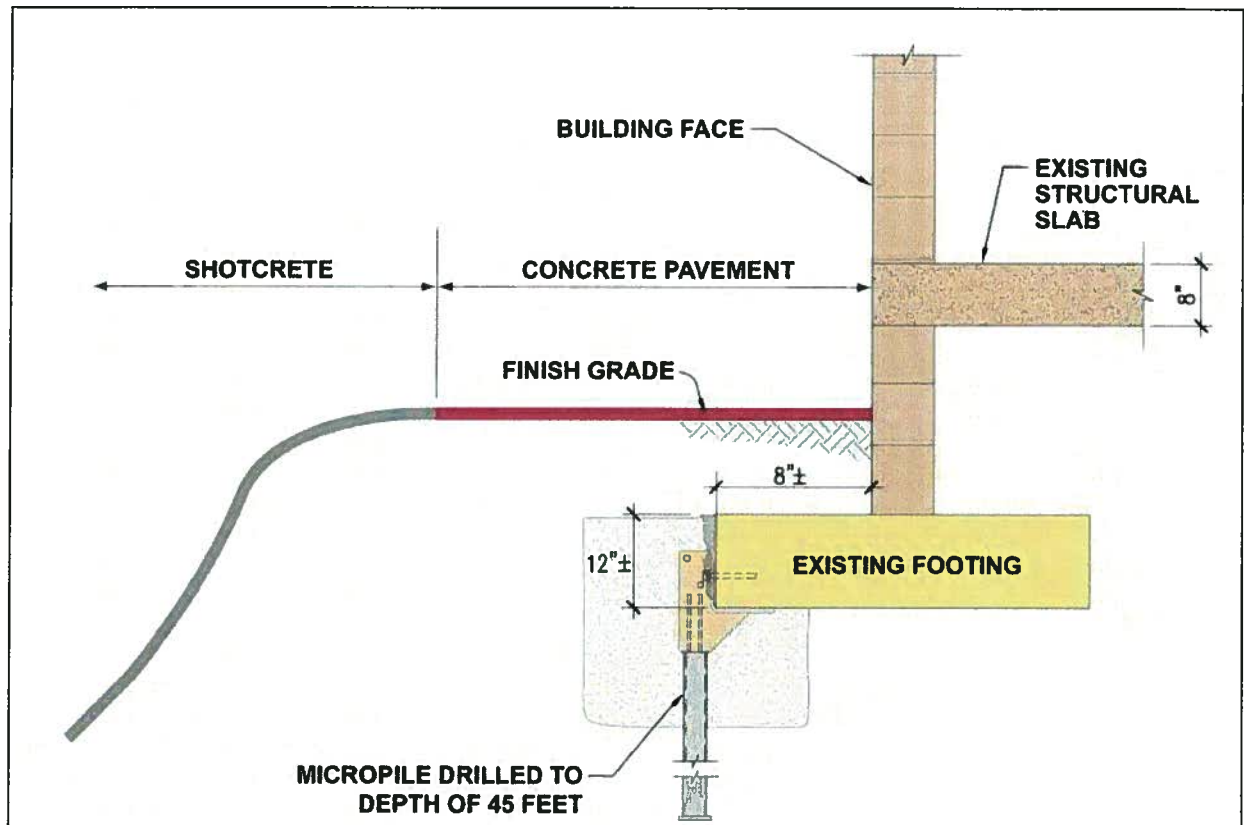 BUILDING FACE
EXISTING
STRUCTURAL
SLAB
SHOTCRETE
CONCRETE PAVEMENT
8"
FINISH GRADE
8"±
12"±
EXISTING FOOTING
MICROPILE DRILLED TO
DEPTH OF 45 FEET